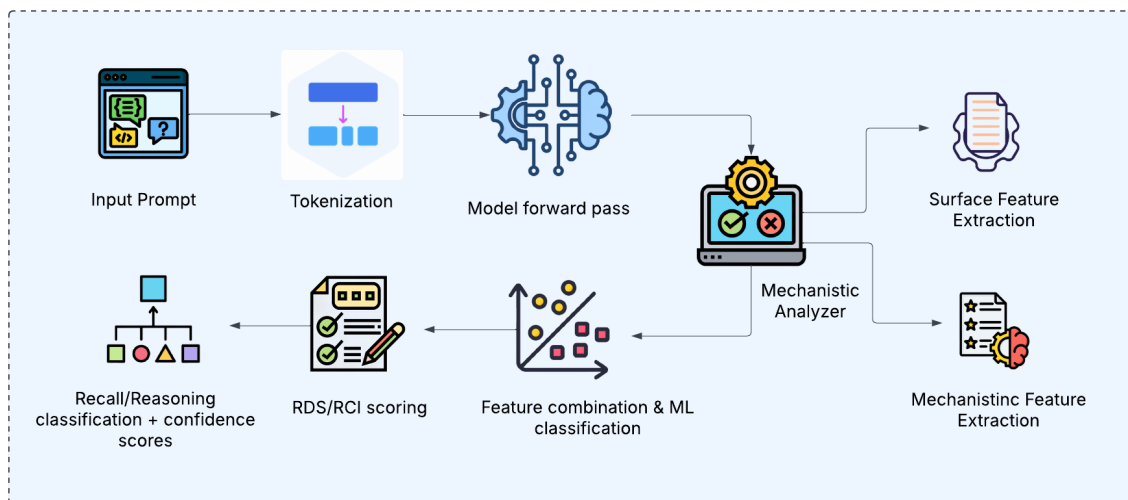 Input Prompt
Tokenization
Model forward pass
Surface Feature
Extraction
Mechanistic
Analyzer
Recall/Reasoning
classification + confidence
scores
RDS/RCI scoring
Feature combination & ML
classification
Mechanistinc Feature
Extraction